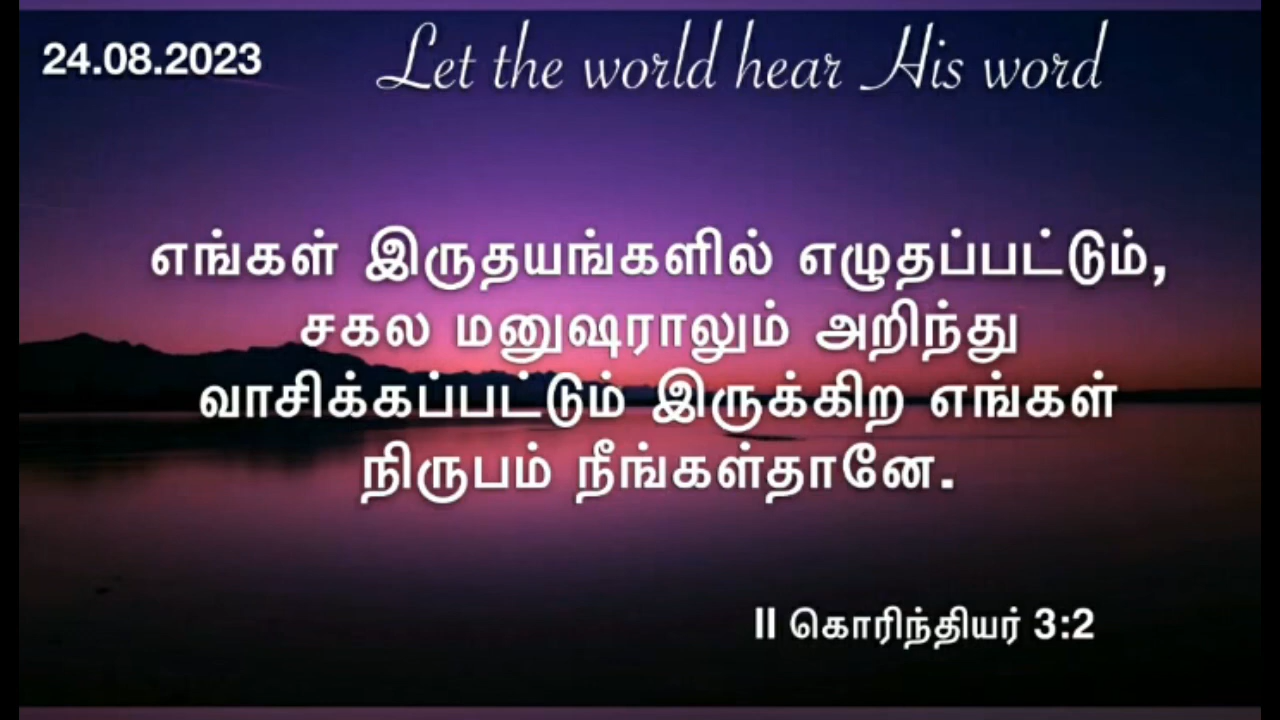 24.08.2023
Let the world hear His word
எங்கள் இருதயங்களில் எழுதப்பட்டும்,
சகல மனுஷராலும் அறிந்து
வாசிக்கப்பட்டும் இருக்கிற எங்கள்
நிருபம் நீங்கள்தானே.
II கொரிந்தியர் 3:2